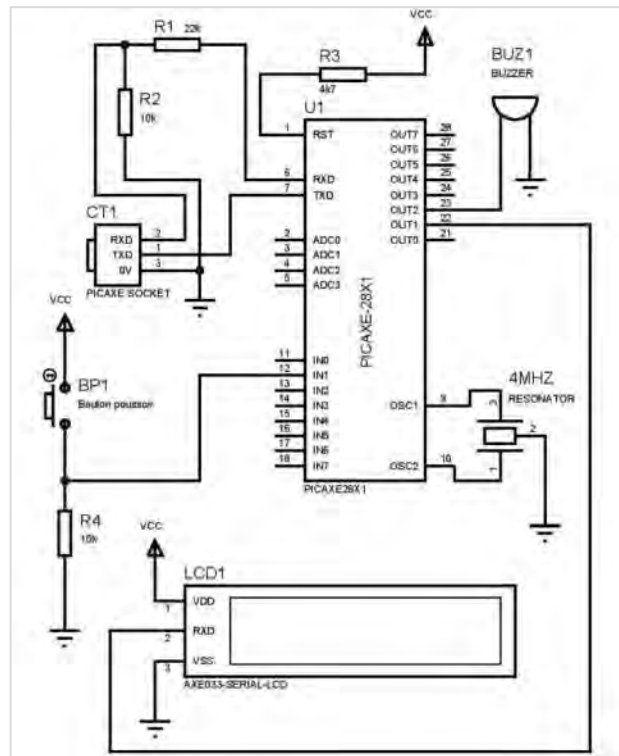 R1
22k
VCC
R3
4k7
BUZ1
BUZZER
R2
10k
U1
1
RST
6
RXD
7
TXD
2
ADC0
3
ADC1
4
ADC2
5
ADC3
11
IN0
12
IN1
13
IN2
14
IN3
15
IN4
16
IN5
17
IN6
18
IN7
OUT7
28
OUT6
27
OUT5
26
OUT4
25
OUT3
24
OUT2
23
OUT1
22
OUT0
21
OSC1
9
OSC2
10
PICAXE-28X1
PICAXE28X1
CT1
RXD
2
TXD
1
0V
3
PICAXE SOCKET
VCC
BP1
Bouton poussoir
R4
4MHZ
RESONATOR
3
2
1
VCC
LCD1
VDD
1
RXD
2
VSS
3
AXE033-SERIAL-LCD